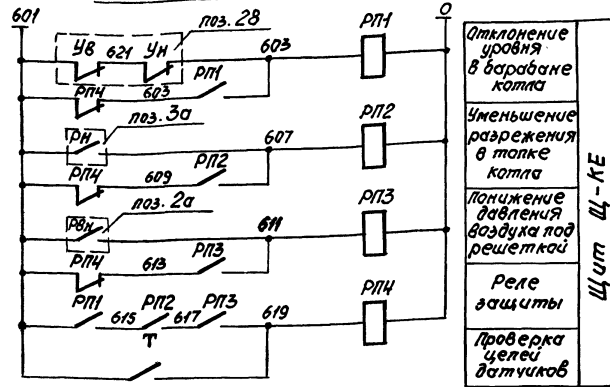 601
0
поз. 28
Ув 621 Ун
603
РП1
РП4
603
РП1
поз. 3а
Рн
607
РП2
РП4
609
РП2
поз. 2а
Рвн
611
РП3
РП4
613
РП3
РП1
615
РП2
617
РП3
619
РП4
Т
Отклонение
уровня
в барабане
котла
Уменьшение
разрежения
в топке
котла
Понижение
давления
воздуха под
решеткой
Реле
защиты
Проверка
цепей
датчиков
Щит Щ-КЕ